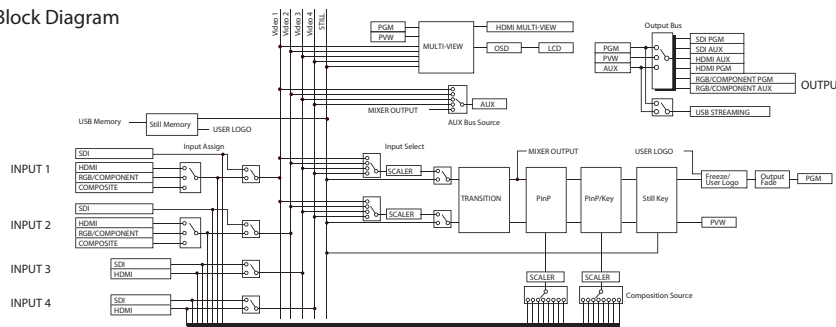 Block Diagram
Video 1
Video 2
Video 3
Video 4
STILL
PGM
PVW
MULTI-VIEW
HDMI MULTI-VIEW
OSD
LCD
Output Bus
PGM
PVW
AUX
SDI PGM
SDI AUX
HDMI AUX
HDMI PGM
RGB/COMPONENT PGM
RGB/COMPONENT AUX
OUTPU
USB STREAMING
MIXER OUTPUT
AUX
AUX Bus Source
USB Memory
Still Memory
USER LOGO
Input Assign
Input Select
INPUT 1
SDI
HDMI
RGB/COMPONENT
COMPOSITE
SCALER
MIXER OUTPUT
USER LOGO
TRANSITION
PinP
PinP/Key
Still Key
Freeze/
User Logo
Output
Fade
PGM
INPUT 2
SDI
HDMI
RGB/COMPONENT
COMPOSITE
SCALER
PVW
INPUT 3
SDI
HDMI
SCALER
SCALER
Composition Source
INPUT 4
SDI
HDMI